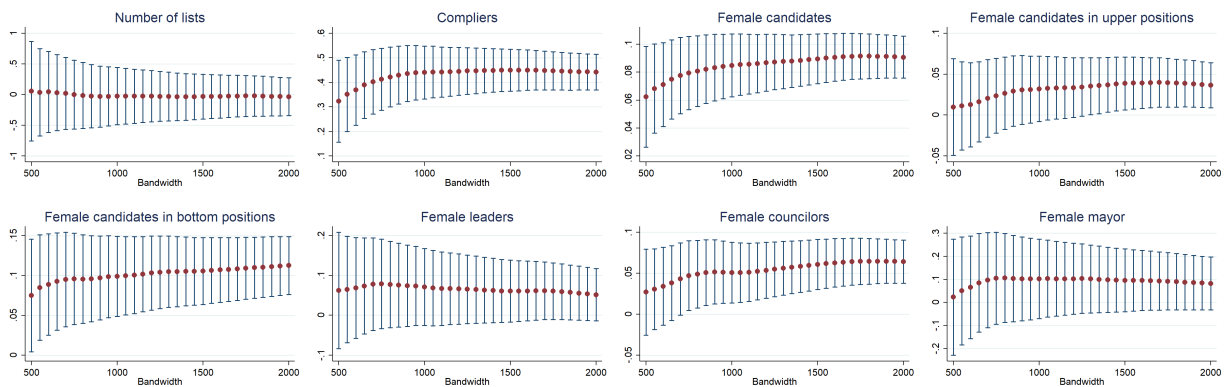 Number of lists
1
.5
0
-.5
-1
500 1000 1500 2000
Bandwidth
Compliers
.6
.5
.4
.3
.2
.1
500 1000 1500 2000
Bandwidth
Female candidates
.1
.08
.06
.04
.02
500 1000 1500 2000
Bandwidth
Female candidates in upper positions
.1
.05
0
-.05
500 1000 1500 2000
Bandwidth
Female candidates in bottom positions
.15
.1
.05
0
500 1000 1500 2000
Bandwidth
Female leaders
.2
.1
0
-.1
500 1000 1500 2000
Bandwidth
Female councilors
.1
.05
0
-.05
500 1000 1500 2000
Bandwidth
Female mayor
.3
.2
.1
0
-.1
-.2
500 1000 1500 2000
Bandwidth